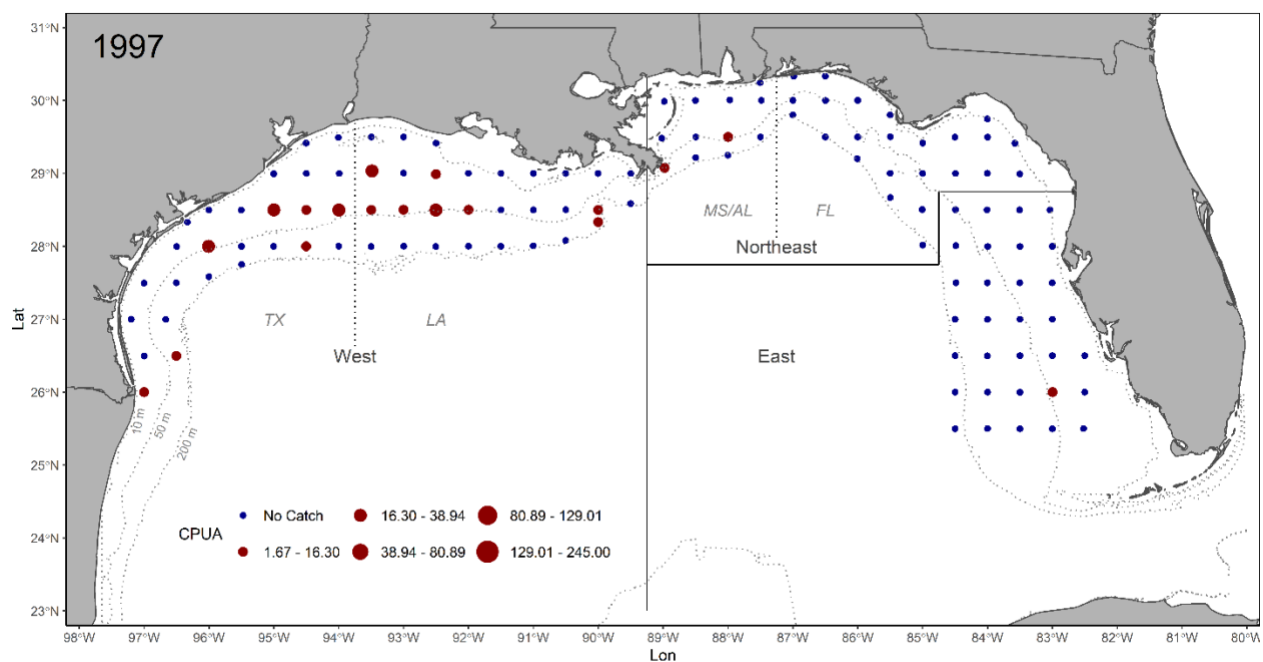 1997
31°N
30°N
29°N
28°N
27°N
26°N
25°N
24°N
23°N
Lat
MS/AL
FL
Northeast
TX
LA
West
East
10 m
50 m
200 m
CPUA
No Catch
16.30 - 38.94
80.89 - 129.01
1.67 - 16.30
38.94 - 80.89
129.01 - 245.00
98°W 97°W 96°W 95°W 94°W 93°W 92°W 91°W 90°W 89°W 88°W 87°W 86°W 85°W 84°W 83°W 82°W 81°W 80°W
Lon